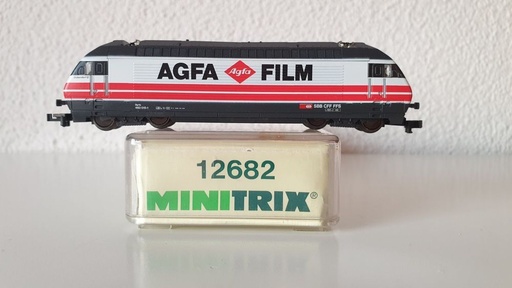 AGFA Agfa FILM
SBB CFF FFS
12682
MINITRIX®